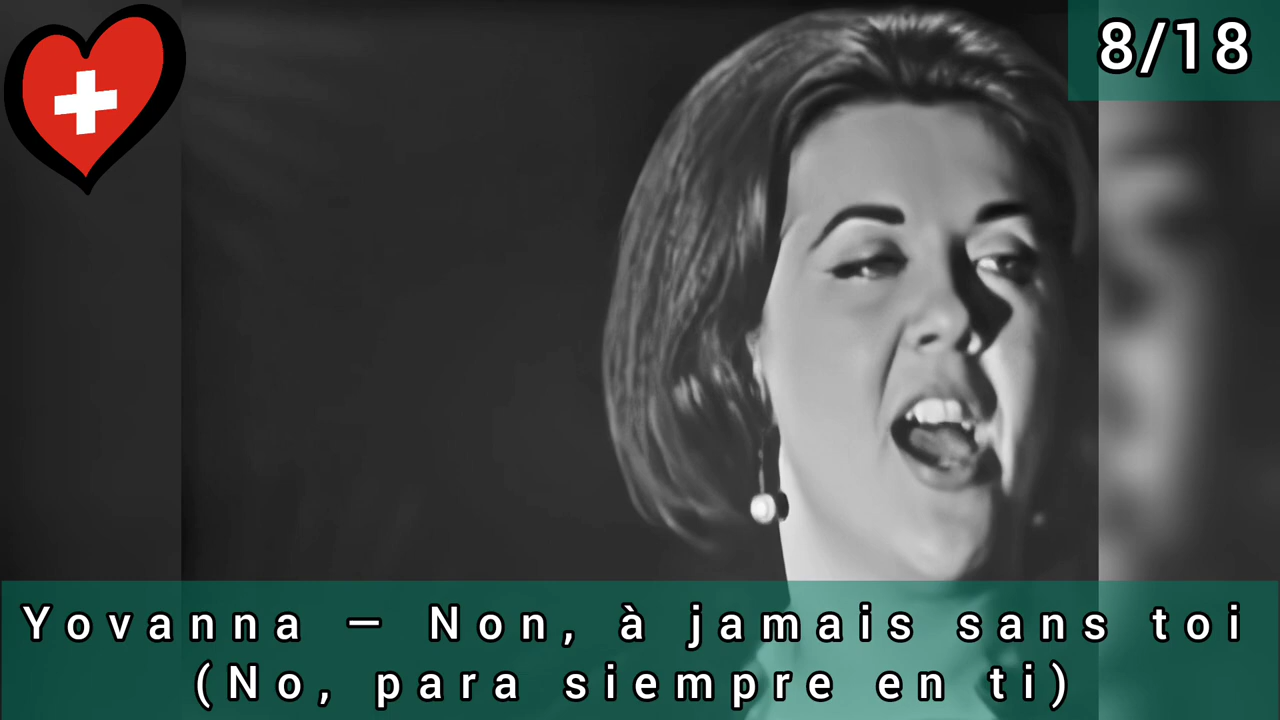 8/18
Yovanna – Non, à jamais sans toi
(No, para siempre en ti)